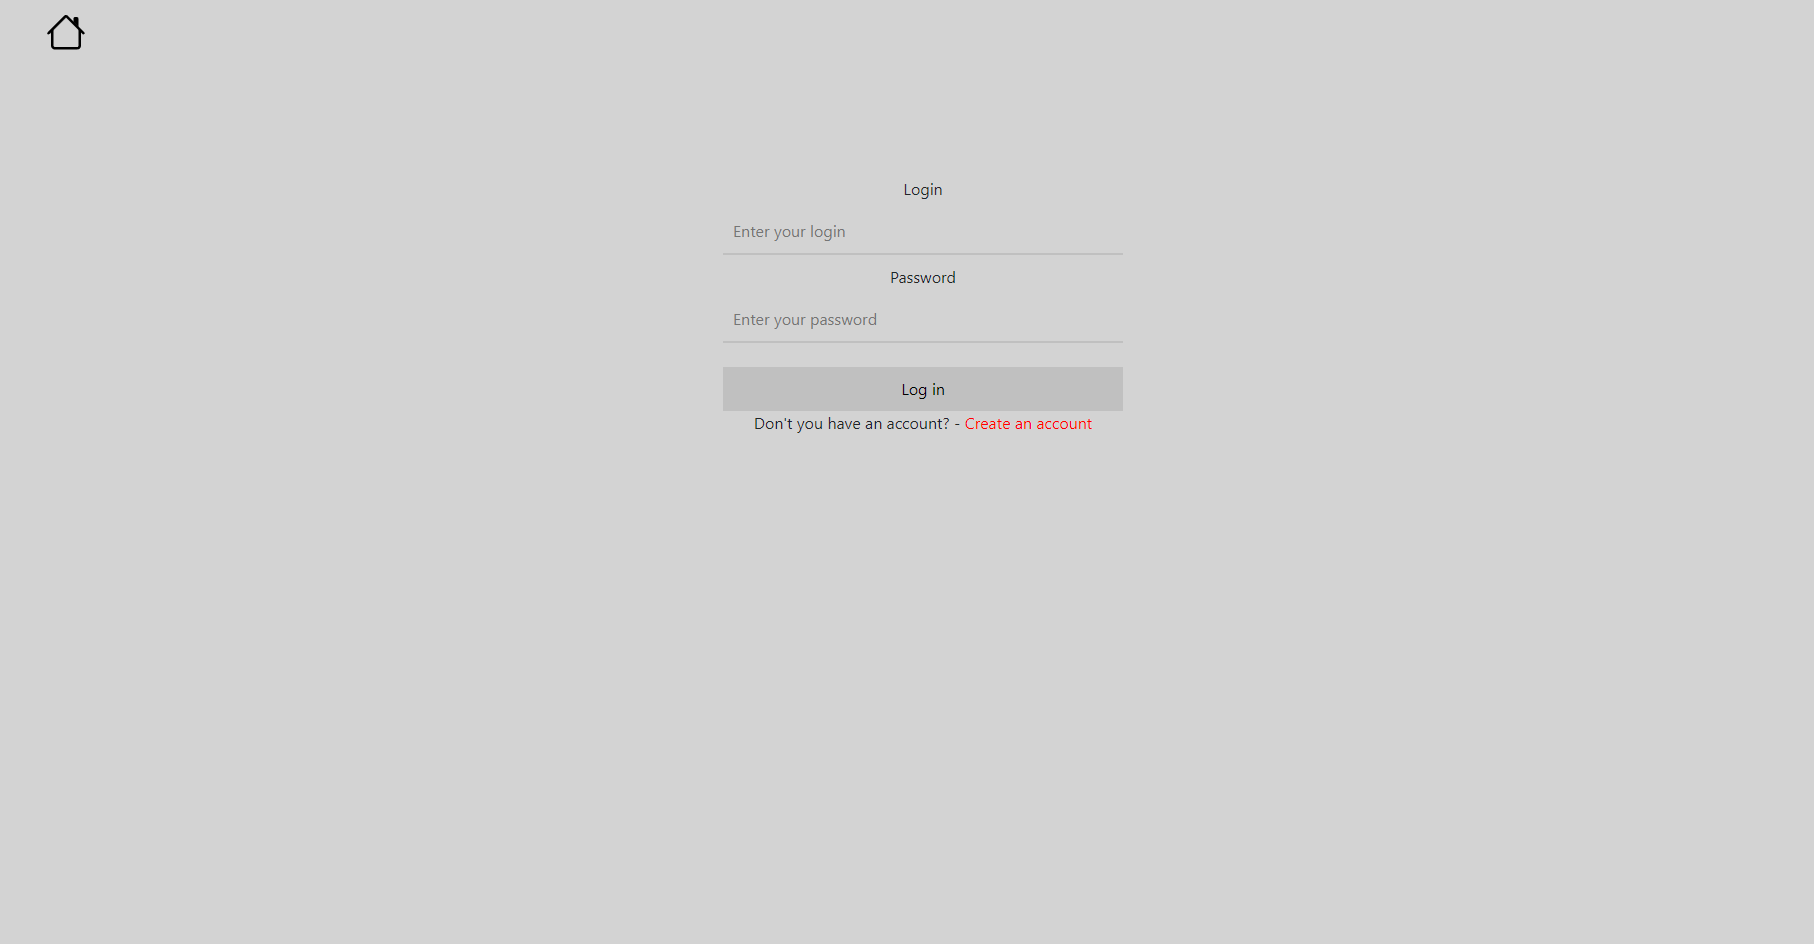 Login
Enter your login
Password
Enter your password
Log in
Don't you have an account? - Create an account